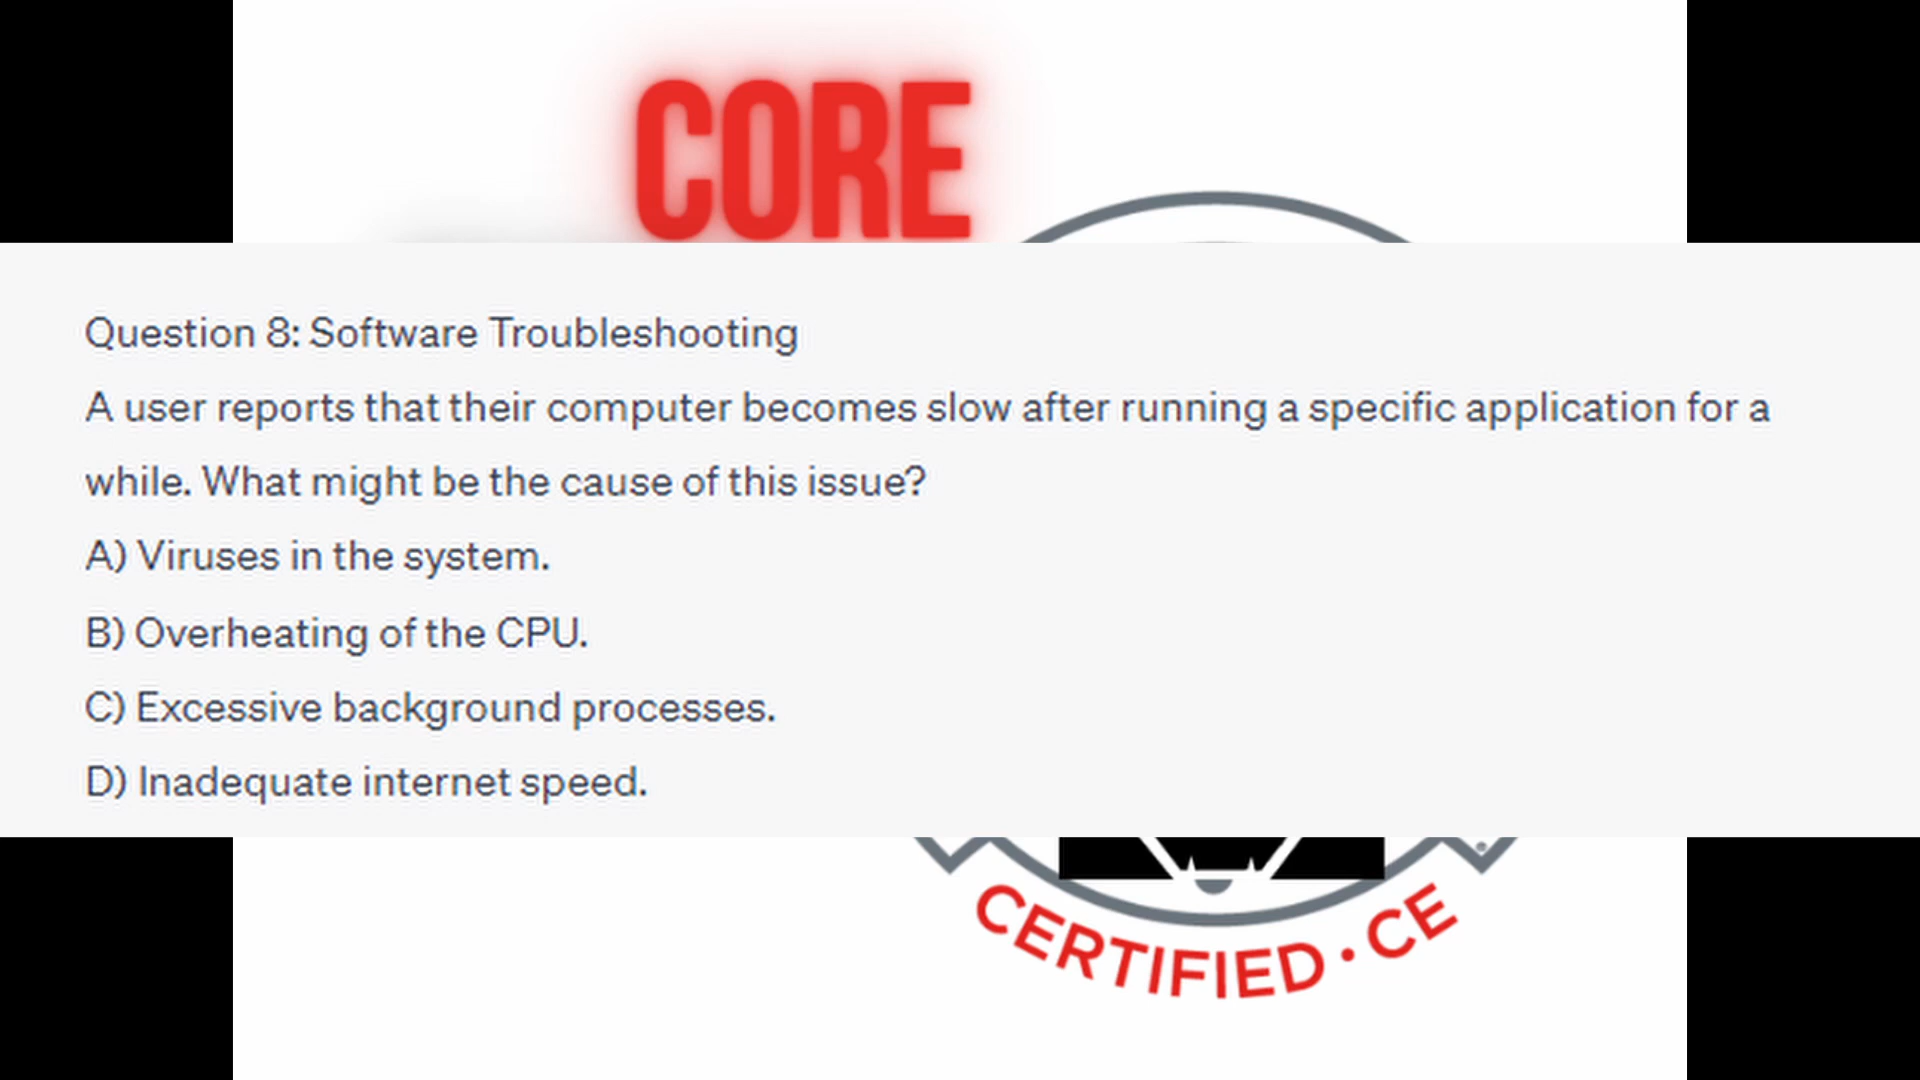 CORE
Question 8: Software Troubleshooting
A user reports that their computer becomes slow after running a specific application for a
while. What might be the cause of this issue?
A) Viruses in the system.
B) Overheating of the CPU.
C) Excessive background processes.
D) Inadequate internet speed.
CERTIFIED • CE